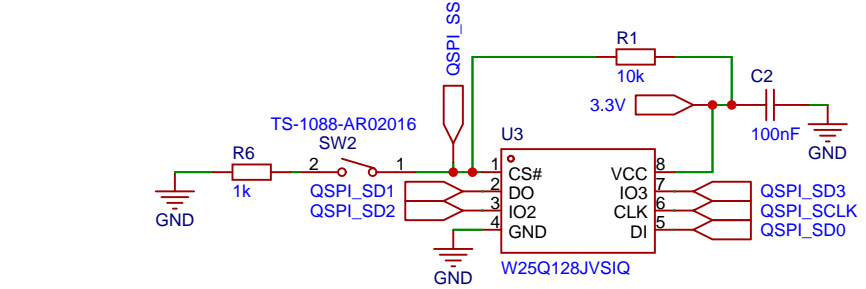 QSPI_SS
R1
10k
C2
3.3V
100nF
GND
TS-1088-AR02016
SW2
U3
R6
2
1
1k
GND
1
CS#
VCC
8
QSPI_SD1
2
DO
IO3
7
QSPI_SD3
QSPI_SD2
3
IO2
CLK
6
QSPI_SCLK
4
GND
DI
5
QSPI_SD0
GND
W25Q128JVSIQ